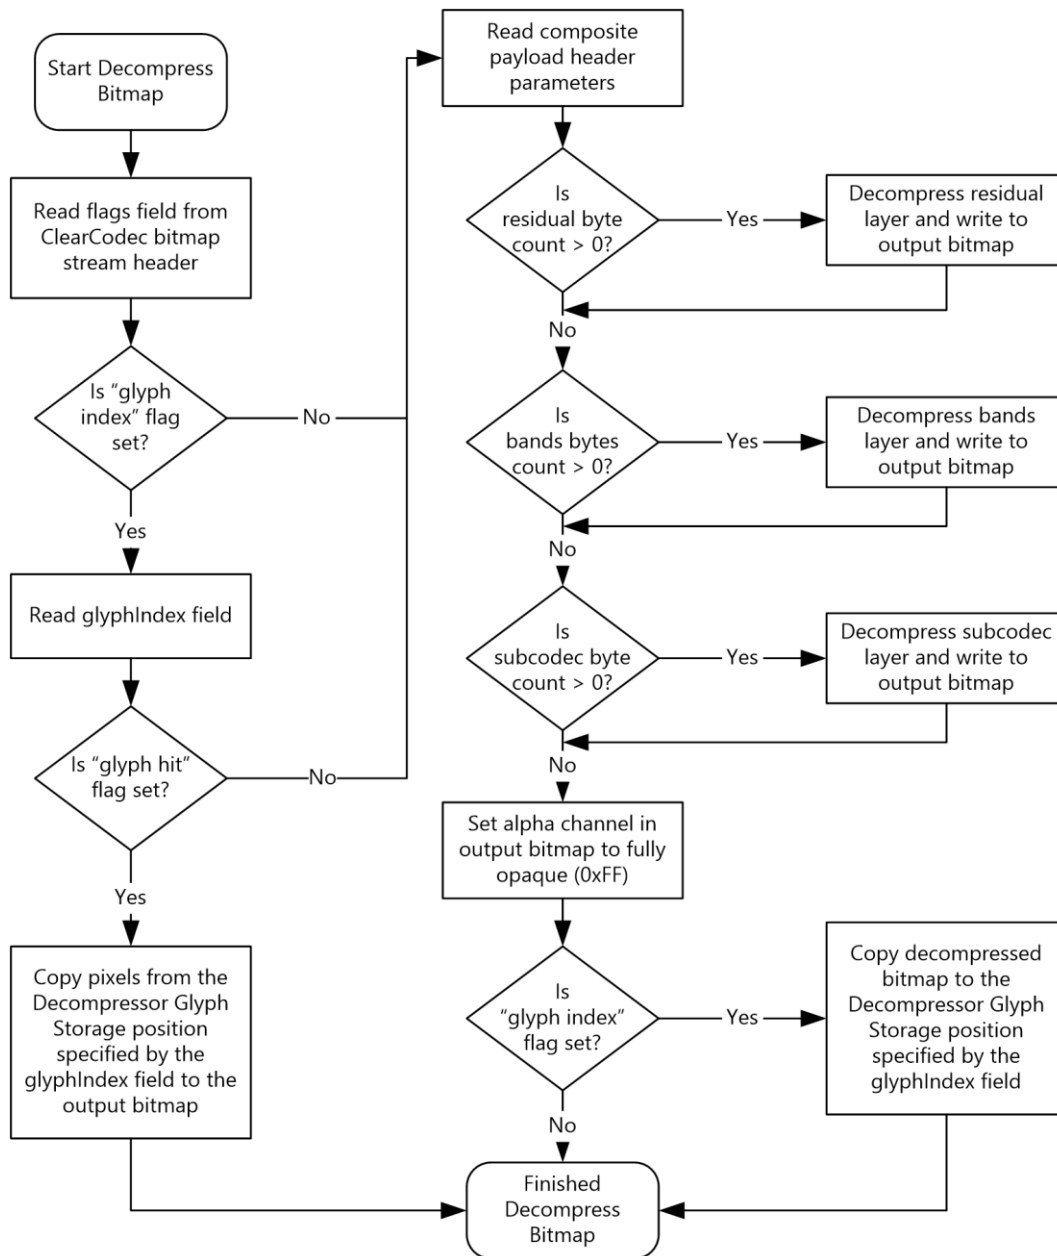 Start Decompress
Bitmap
Read flags field from
ClearCodec bitmap
stream header
Is “glyph
index” flag
set?
No
Yes
Read glyphIndex field
Is “glyph hit”
flag set?
No
Yes
Copy pixels from the
Decompressor Glyph
Storage position
specified by the
glyphIndex field to the
output bitmap
Read composite
payload header
parameters
Is
residual byte
count > 0?
Yes
Decompress residual
layer and write to
output bitmap
No
Is
bands bytes
count > 0?
Yes
Decompress bands
layer and write to
output bitmap
No
Is
subcodec byte
count > 0?
Yes
Decompress subcodec
layer and write to
output bitmap
No
Set alpha channel in
output bitmap to fully
opaque (0xFF)
Is
“glyph index”
flag set?
Yes
Copy decompressed
bitmap to the
Decompressor Glyph
Storage position
specified by the
glyphIndex field
No
Finished
Decompress
Bitmap